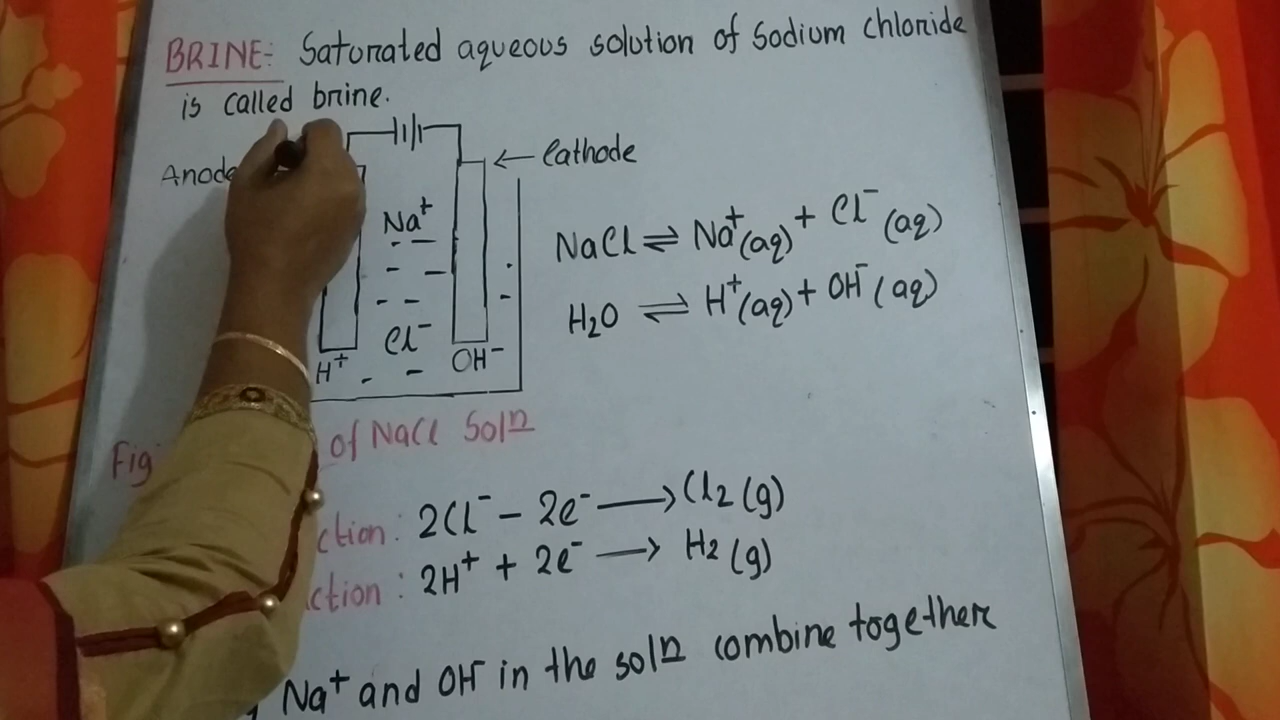 BRINE: Saturated aqueous solution of Sodium chloride
is called brine.
Anode
← Cathode
Na⁺
Cl⁻
H⁺
OH⁻
NaCl ⇌ Na⁺(aq) + Cl⁻(aq)
H₂O ⇌ H⁺(aq) + OH⁻(aq)
Fig of NaCl Solⁿ
ction: 2Cl⁻ - 2e⁻ → Cl₂(g)
ction: 2H⁺ + 2e⁻ → H₂(g)
Na⁺ and OH⁻ in the solⁿ combine together